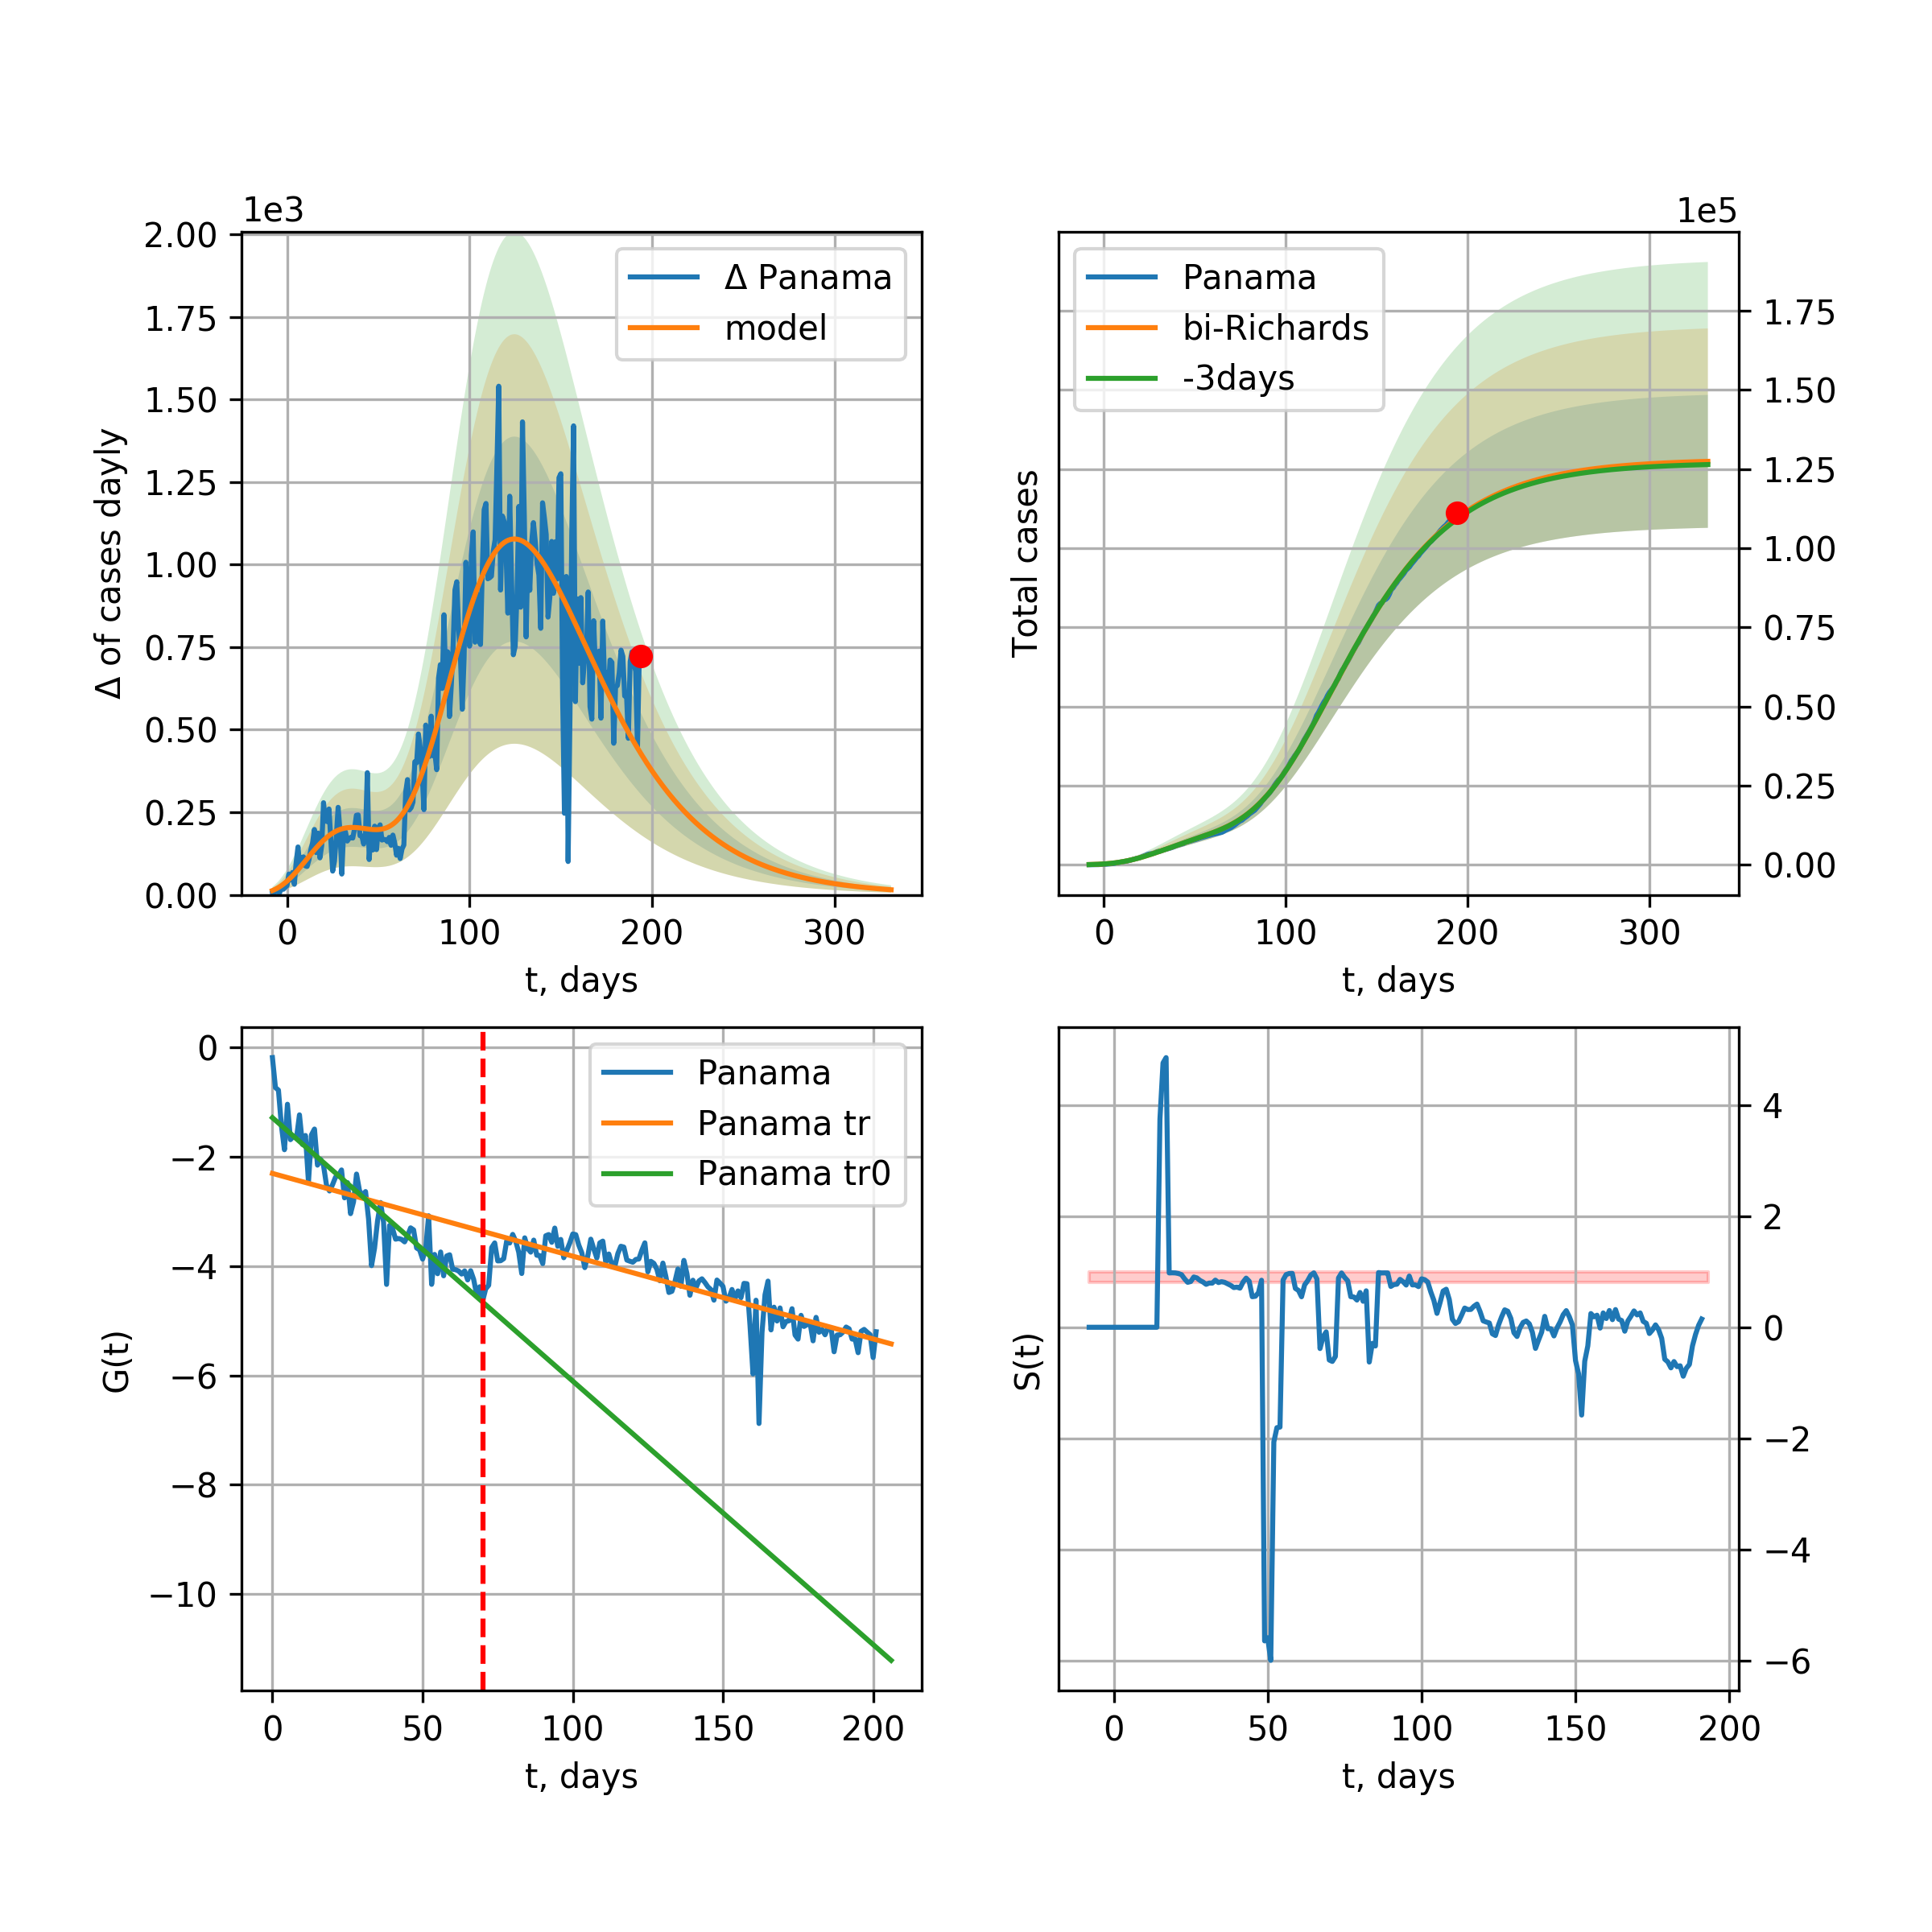 1e3
2.00
1.75
1.50
1.25
1.00
0.75
0.50
0.25
0.00
Δ of cases dayly
Δ Panama
model
0 100 200 300
t, days
1e5
Panama
bi-Richards
-3days
Total cases
1.75
1.50
1.25
1.00
0.75
0.50
0.25
0.00
0 100 200 300
t, days
0
−2
−4
−6
−8
−10
G(t)
Panama
Panama tr
Panama tr0
0 50 100 150 200
t, days
S(t)
4
2
0
−2
−4
−6
0 50 100 150 200
t, days